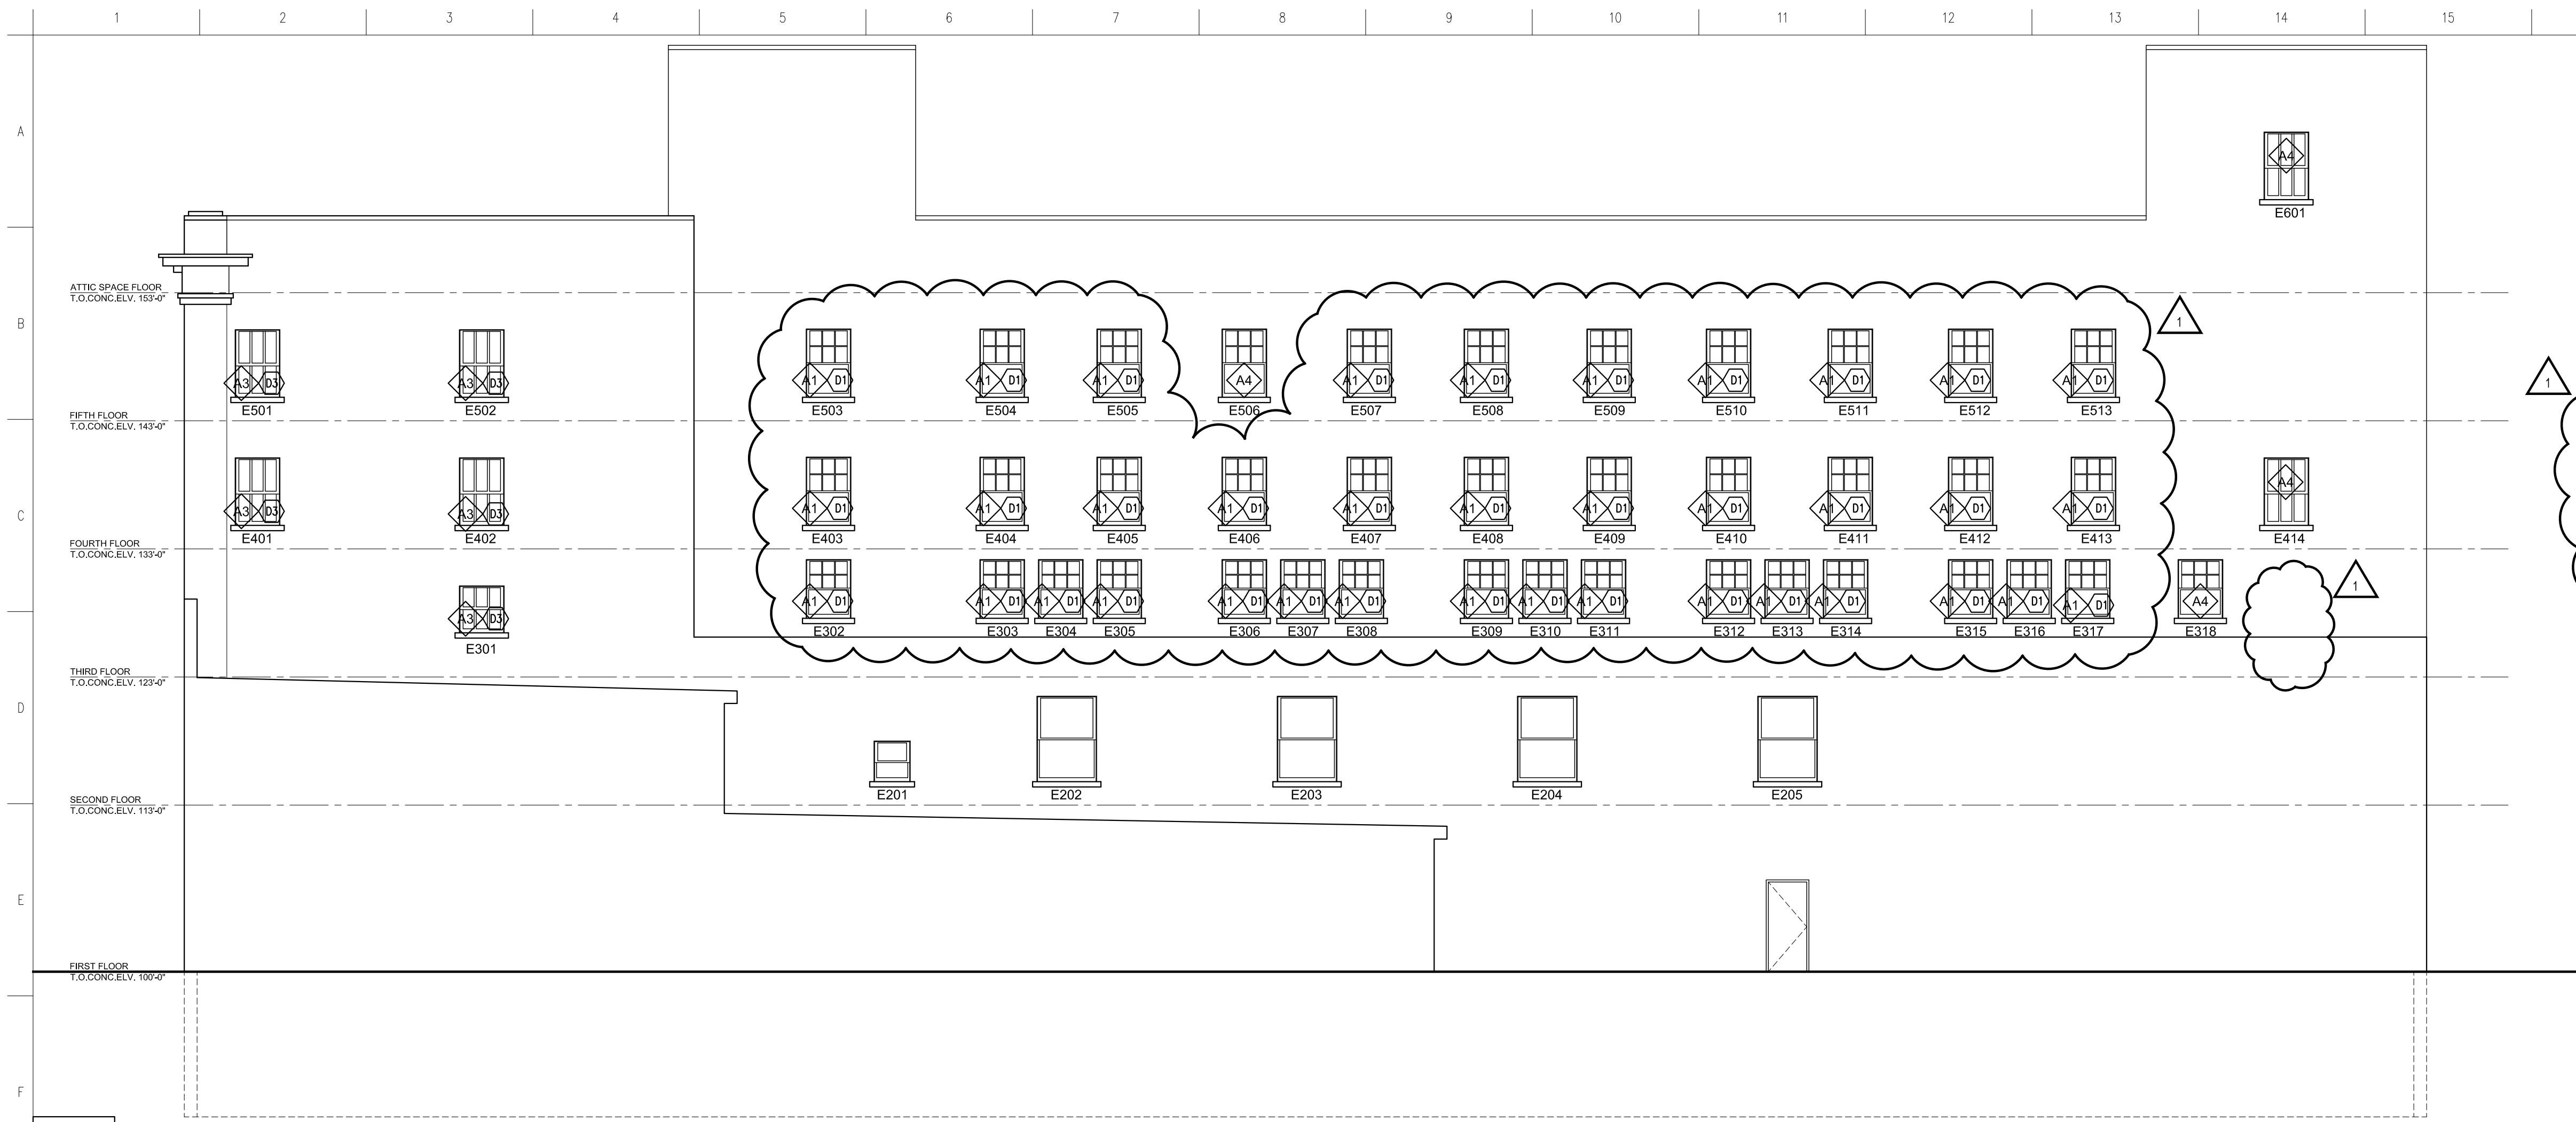 1 2 3 4 5 6 7 8 9 10 11 12 13 14 15
A
A4
E601
ATTIC SPACE FLOOR
T.O.CONC.ELV. 153'-0"
B
1
1
A3 D3 A3 D3 A1 D1 A1 D1 A1 D1 A4 A1 D1 A1 D1 A1 D1 A1 D1 A1 D1 A1 D1 A1 D1
E501 E502 E503 E504 E505 E506 E507 E508 E509 E510 E511 E512 E513
FIFTH FLOOR
T.O.CONC.ELV. 143'-0"
A4
C
A3 D3 A3 D3 A1 D1 A1 D1 A1 D1 A1 D1 A1 D1 A1 D1 A1 D1 A1 D1 A1 D1 A1 D1 A1 D1
E401 E402 E403 E404 E405 E406 E407 E408 E409 E410 E411 E412 E413 E414
FOURTH FLOOR
T.O.CONC.ELV. 133'-0"
1
A3 D3 A1 D1 A1 D1 A1 D1 A1 D1 A1 D1 A1 D1 A1 D1 A1 D1 A1 D1 A1 D1 A1 D1 A1 D1 A1 D1 A1 D1 A1 D1 A1 D1 A4
E302 E303 E304 E305 E306 E307 E308 E309 E310 E311 E312 E313 E314 E315 E316 E317 E318
E301
THIRD FLOOR
T.O.CONC.ELV. 123'-0"
D
E201 E202 E203 E204 E205
SECOND FLOOR
T.O.CONC.ELV. 113'-0"
E
FIRST FLOOR
T.O.CONC.ELV. 100'-0"
F